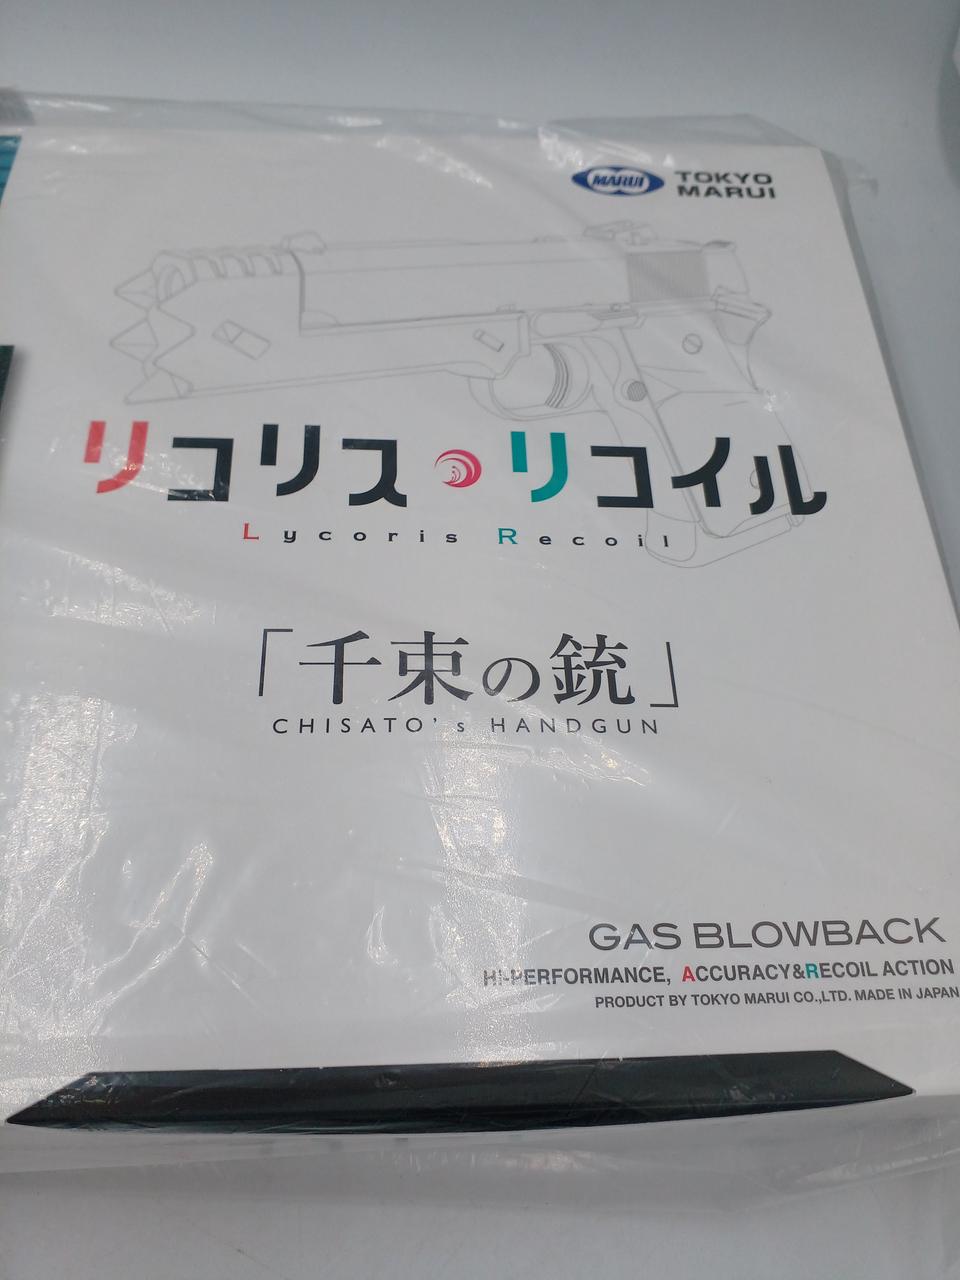 MARUI
TOKYO
MARUI
リコリス・リコイル
Lycoris Recoil
「千束の銃」
CHISATO's HANDGUN
GAS BLOWBACK
HI-PERFORMANCE, ACCURACY&RECOIL ACTION
PRODUCT BY TOKYO MARUI CO.,LTD. MADE IN JAPAN